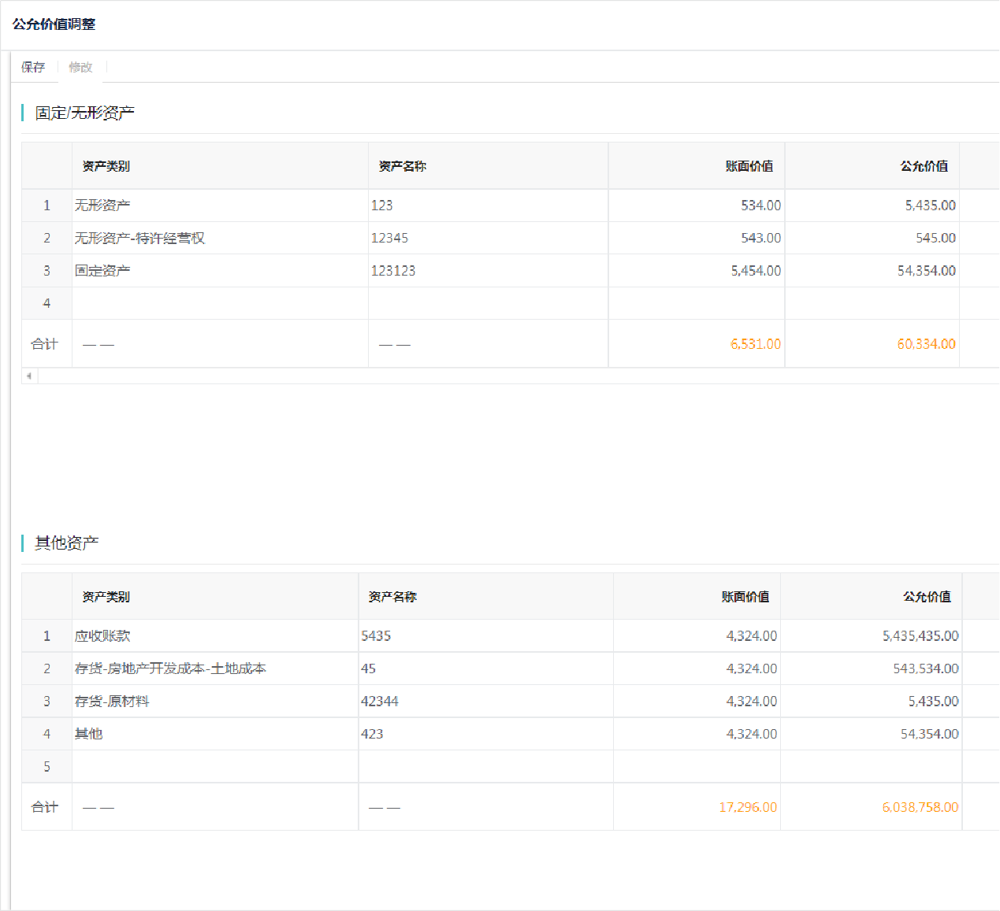 公允价值调整
保存 修改
固定/无形资产
资产类别 资产名称 账面价值 公允价值
1 无形资产 123 534.00 5,435.00
2 无形资产-特许经营权 12345 543.00 545.00
3 固定资产 123123 5,454.00 54,354.00
4
合计 — — — — 6,531.00 60,334.00
其他资产
资产类别 资产名称 账面价值 公允价值
1 应收账款 5435 4,324.00 5,435,435.00
2 存货-房地产开发成本-土地成本 45 4,324.00 543,534.00
3 存货-原材料 42344 4,324.00 5,435.00
4 其他 423 4,324.00 54,354.00
5
合计 — — — — 17,296.00 6,038,758.00